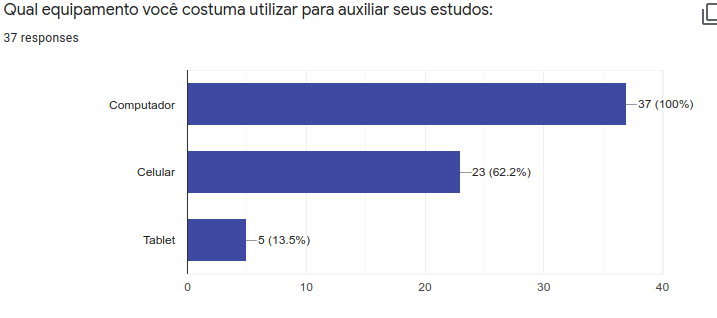 Qual equipamento você costuma utilizar para auxiliar seus estudos:
37 responses
Computador
37 (100%)
Celular
23 (62.2%)
Tablet
5 (13.5%)
0 10 20 30 40